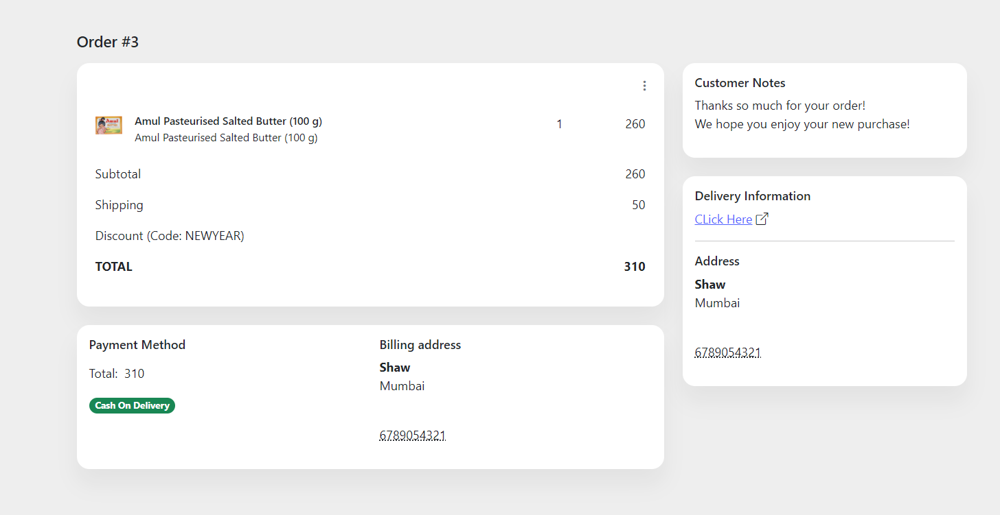 Order #3
Amul
Amul Pasteurised Salted Butter (100 g) 1 260
Amul Pasteurised Salted Butter (100 g)
Subtotal 260
Shipping 50
Discount (Code: NEWYEAR)
TOTAL 310
Payment Method
Total: 310
Cash On Delivery
Billing address
Shaw
Mumbai
6789054321
Customer Notes
Thanks so much for your order!
We hope you enjoy your new purchase!
Delivery Information
CLick Here
Address
Shaw
Mumbai
6789054321